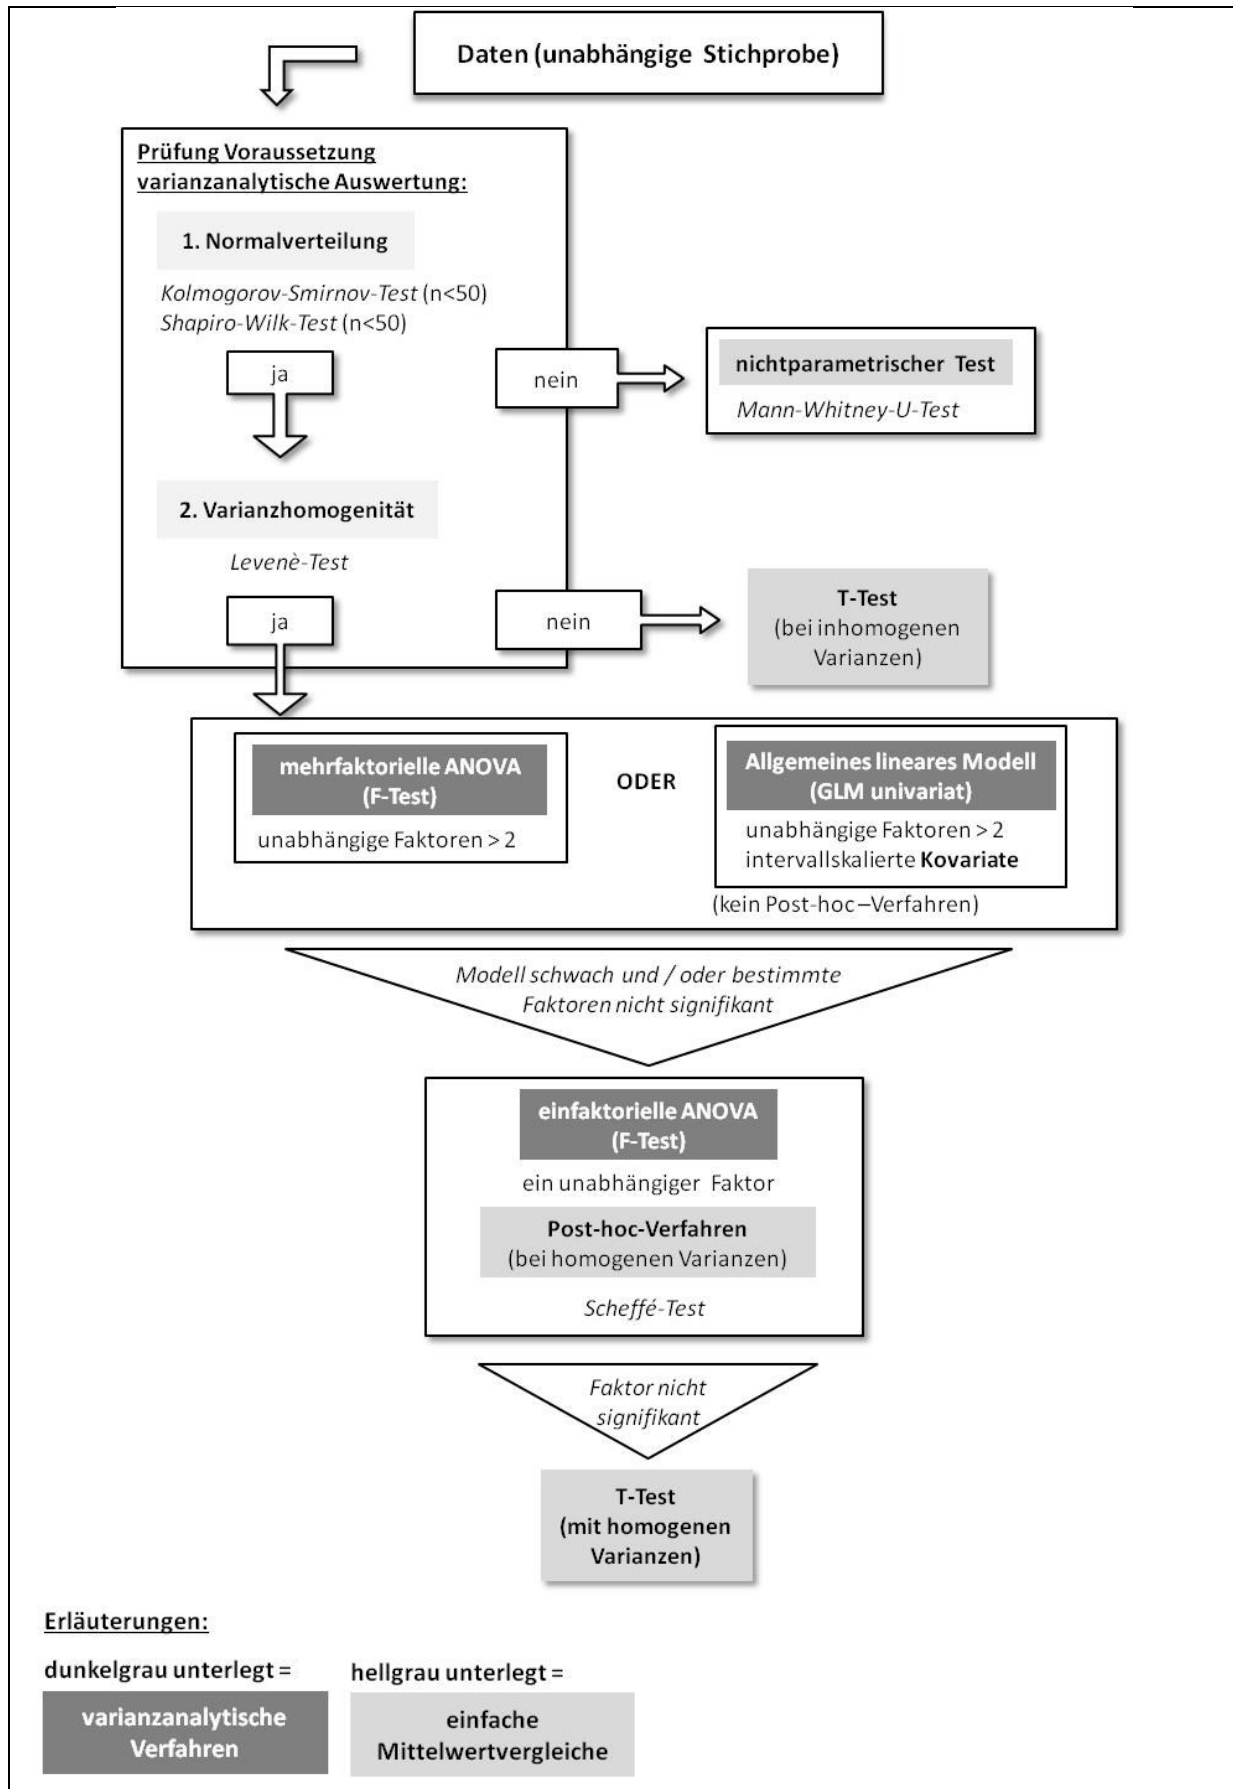 Daten (unabhängige Stichprobe)
Prüfung Voraussetzung
varianzanalytische Auswertung:
1. Normalverteilung
Kolmogorov-Smirnov-Test (n<50)
Shapiro-Wilk-Test (n<50)
ja
nein
nichtparametrischer Test
Mann-Whitney-U-Test
2. Varianzhomogenität
Levenè-Test
ja
nein
T-Test
(bei inhomogenen
Varianzen)
mehrfaktorielle ANOVA
(F-Test)
unabhängige Faktoren > 2
ODER
Allgemeines lineares Modell
(GLM univariat)
unabhängige Faktoren > 2
intervallskalierte Kovariate
(kein Post-hoc–Verfahren)
Modell schwach und / oder bestimmte
Faktoren nicht signifikant
einfaktorielle ANOVA
(F-Test)
ein unabhängiger Faktor
Post-hoc-Verfahren
(bei homogenen Varianzen)
Scheffé-Test
Faktor nicht
signifikant
T-Test
(mit homogenen
Varianzen)
Erläuterungen:
dunkelgrau unterlegt =
varianzanalytische
Verfahren
hellgrau unterlegt =
einfache
Mittelwertvergleiche